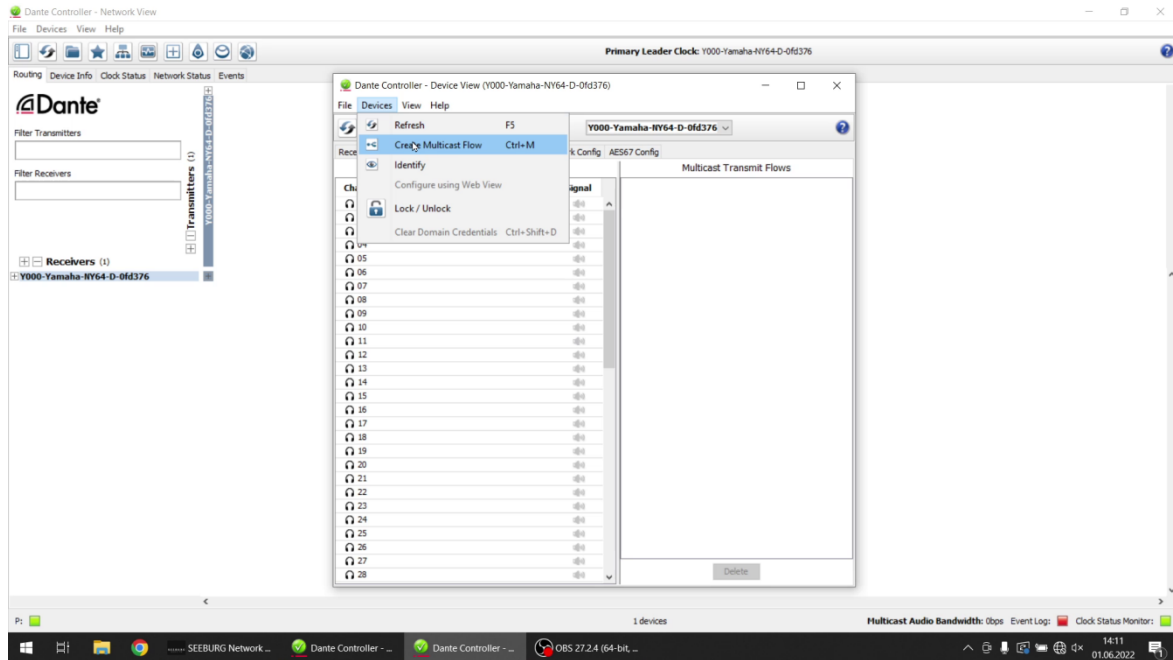 Dante Controller - Network View
File Devices View Help
Primary Leader Clock: Y000-Yamaha-NY64-D-0fd376
Routing Device Info Clock Status Network Status Events
Dante
Filter Transmitters
Filter Receivers
Transmitters (1)
Y000-Yamaha-NY64-D-0fd376
Receivers (1)
Y000-Yamaha-NY64-D-0fd376
Dante Controller - Device View (Y000-Yamaha-NY64-D-0fd376)
File Devices View Help
Y000-Yamaha-NY64-D-0fd376
Rece
k Config AES67 Config
Refresh F5
Create Multicast Flow Ctrl+M
Identify
Configure using Web View
Lock / Unlock
Clear Domain Credentials Ctrl+Shift+D
Multicast Transmit Flows
Cha
ignal
04
05
06
07
08
09
10
11
12
13
14
15
16
17
18
19
20
21
22
23
24
25
26
27
28
Delete
P:
1 devices
Multicast Audio Bandwidth: 0bps Event Log: Clock Status Monitor:
SEEBURG Network ...
Dante Controller - ...
Dante Controller - ...
OBS 27.2.4 (64-bit, ...
14:11
01.06.2022